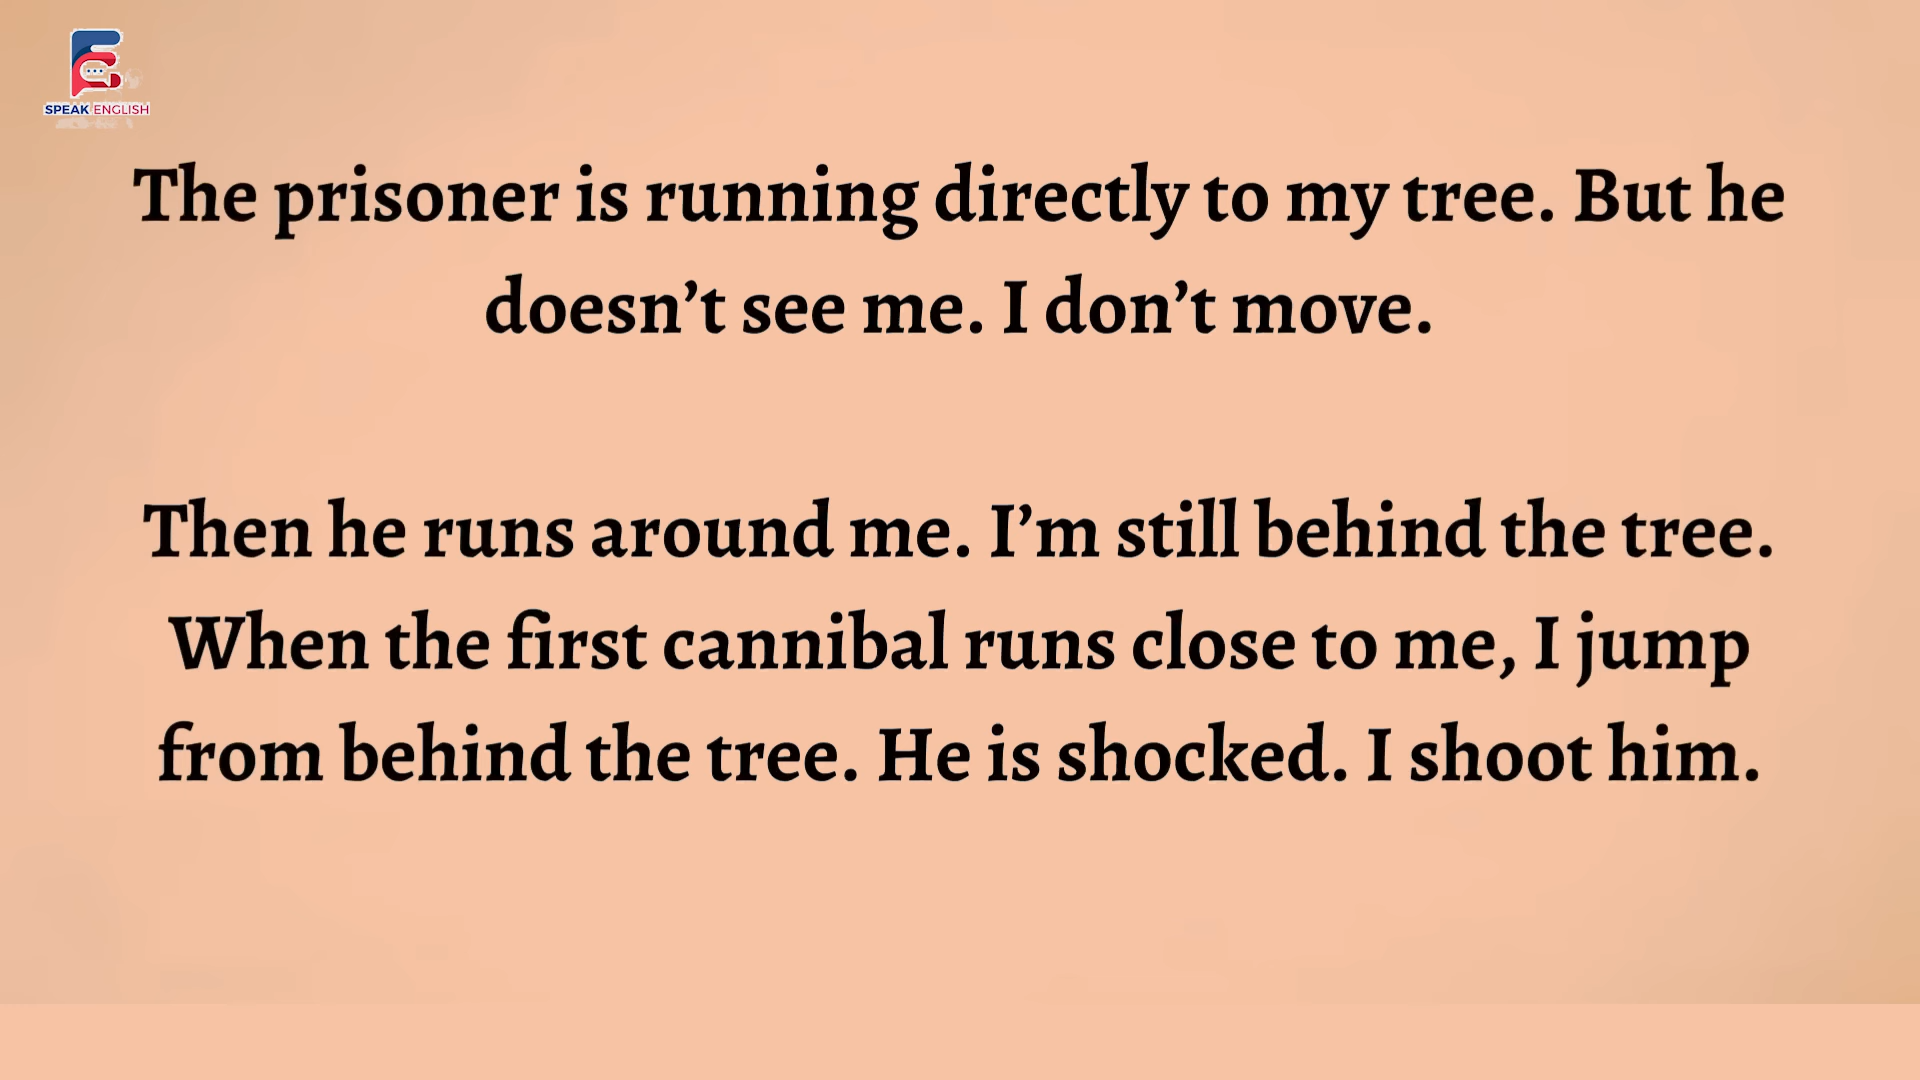 SPEAK ENGLISH
The prisoner is running directly to my tree. But he
doesn’t see me. I don’t move.
Then he runs around me. I’m still behind the tree.
When the first cannibal runs close to me, I jump
from behind the tree. He is shocked. I shoot him.